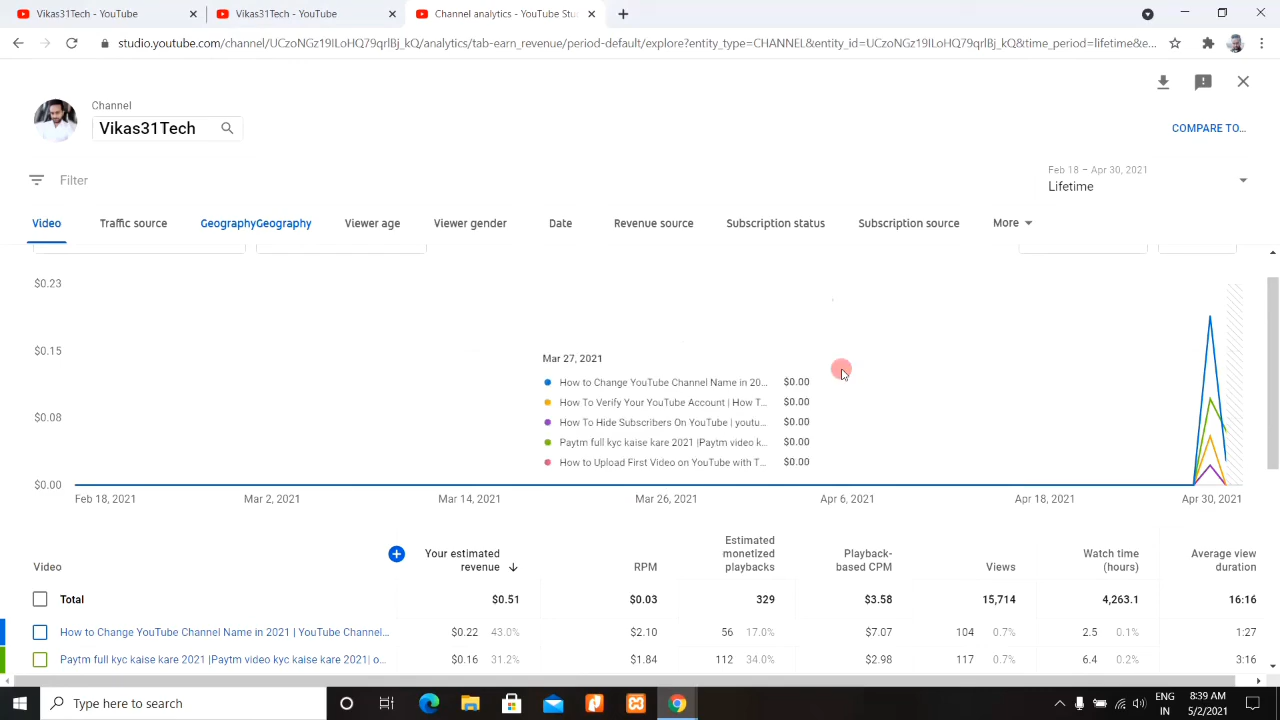 Vikas31Tech - YouTube
Vikas31Tech - YouTube
Channel analytics - YouTube Stu
studio.youtube.com/channel/UCzoNGz19ILoHQ79qrlBj_kQ/analytics/tab-earn_revenue/period-default/explore?entity_type=CHANNEL&entity_id=UCzoNGz19ILoHQ79qrlBj_kQ&time_period=lifetime&e...
Channel
Vikas31Tech
COMPARE TO...
Filter
Feb 18 – Apr 30, 2021
Lifetime
Video Traffic source GeographyGeography Viewer age Viewer gender Date Revenue source Subscription status Subscription source More
$0.23
$0.15
$0.08
$0.00
Mar 27, 2021
How to Change YouTube Channel Name in 20... $0.00
How To Verify Your YouTube Account | How T... $0.00
How To Hide Subscribers On YouTube | youtu... $0.00
Paytm full kyc kaise kare 2021 |Paytm video k... $0.00
How to Upload First Video on YouTube with T... $0.00
Feb 18, 2021 Mar 2, 2021 Mar 14, 2021 Mar 26, 2021 Apr 6, 2021 Apr 18, 2021 Apr 30, 2021
Video
Your estimated revenue
RPM
Estimated monetized playbacks
Playback-based CPM
Views
Watch time (hours)
Average view duration
Total $0.51 $0.03 329 $3.58 15,714 4,263.1 16:16
How to Change YouTube Channel Name in 2021 | YouTube Channel... $0.22 43.0% $2.10 56 17.0% $7.07 104 0.7% 2.5 0.1% 1:27
Paytm full kyc kaise kare 2021 |Paytm video kyc kaise kare 2021| o... $0.16 31.2% $1.84 112 34.0% $2.98 117 0.7% 6.4 0.2% 3:16
Type here to search
ENG
IN
8:39 AM
5/2/2021